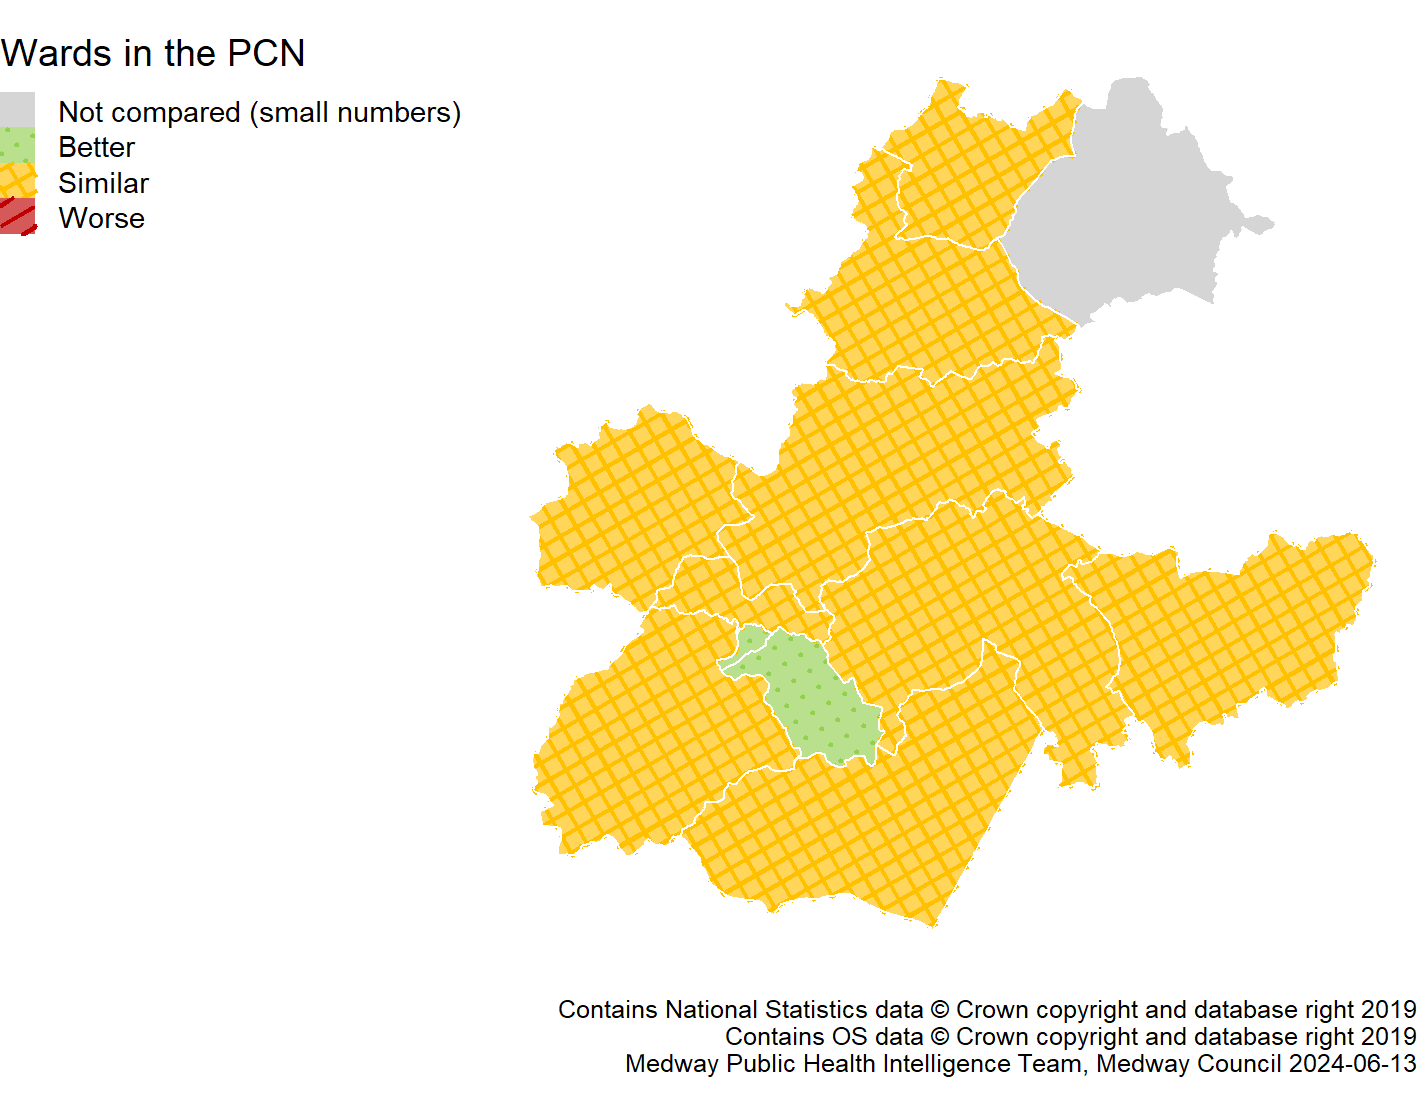 Wards in the PCN
Not compared (small numbers)
Better
Similar
Worse
Contains National Statistics data © Crown copyright and database right 2019
Contains OS data © Crown copyright and database right 2019
Medway Public Health Intelligence Team, Medway Council 2024-06-13